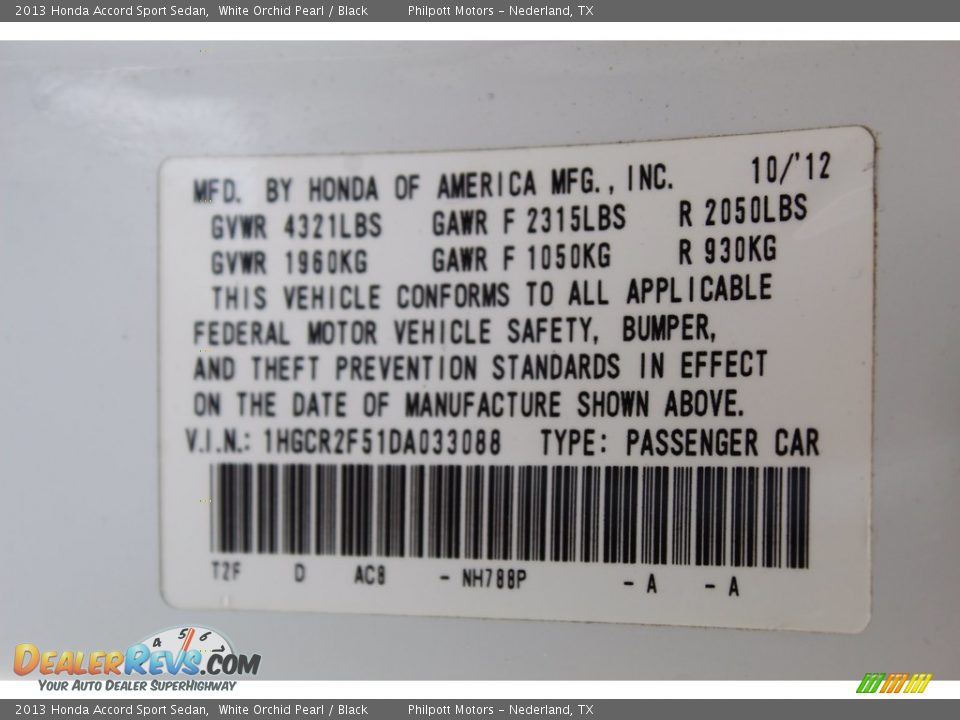 2013 Honda Accord Sport Sedan, White Orchid Pearl / Black Philpott Motors - Nederland, TX
MFD. BY HONDA OF AMERICA MFG., INC. 10/'12
GVWR 4321LBS GAWR F 2315LBS R 2050LBS
GVWR 1960KG GAWR F 1050KG R 930KG
THIS VEHICLE CONFORMS TO ALL APPLICABLE
FEDERAL MOTOR VEHICLE SAFETY, BUMPER,
AND THEFT PREVENTION STANDARDS IN EFFECT
ON THE DATE OF MANUFACTURE SHOWN ABOVE.
V.I.N.: 1HGCR2F51DA033088 TYPE: PASSENGER CAR
T2F D AC8 - NH788P - A - A
4 5 6 7
DEALERREVS.COM
YOUR AUTO DEALER SUPERHIGHWAY
2013 Honda Accord Sport Sedan, White Orchid Pearl / Black Philpott Motors - Nederland, TX